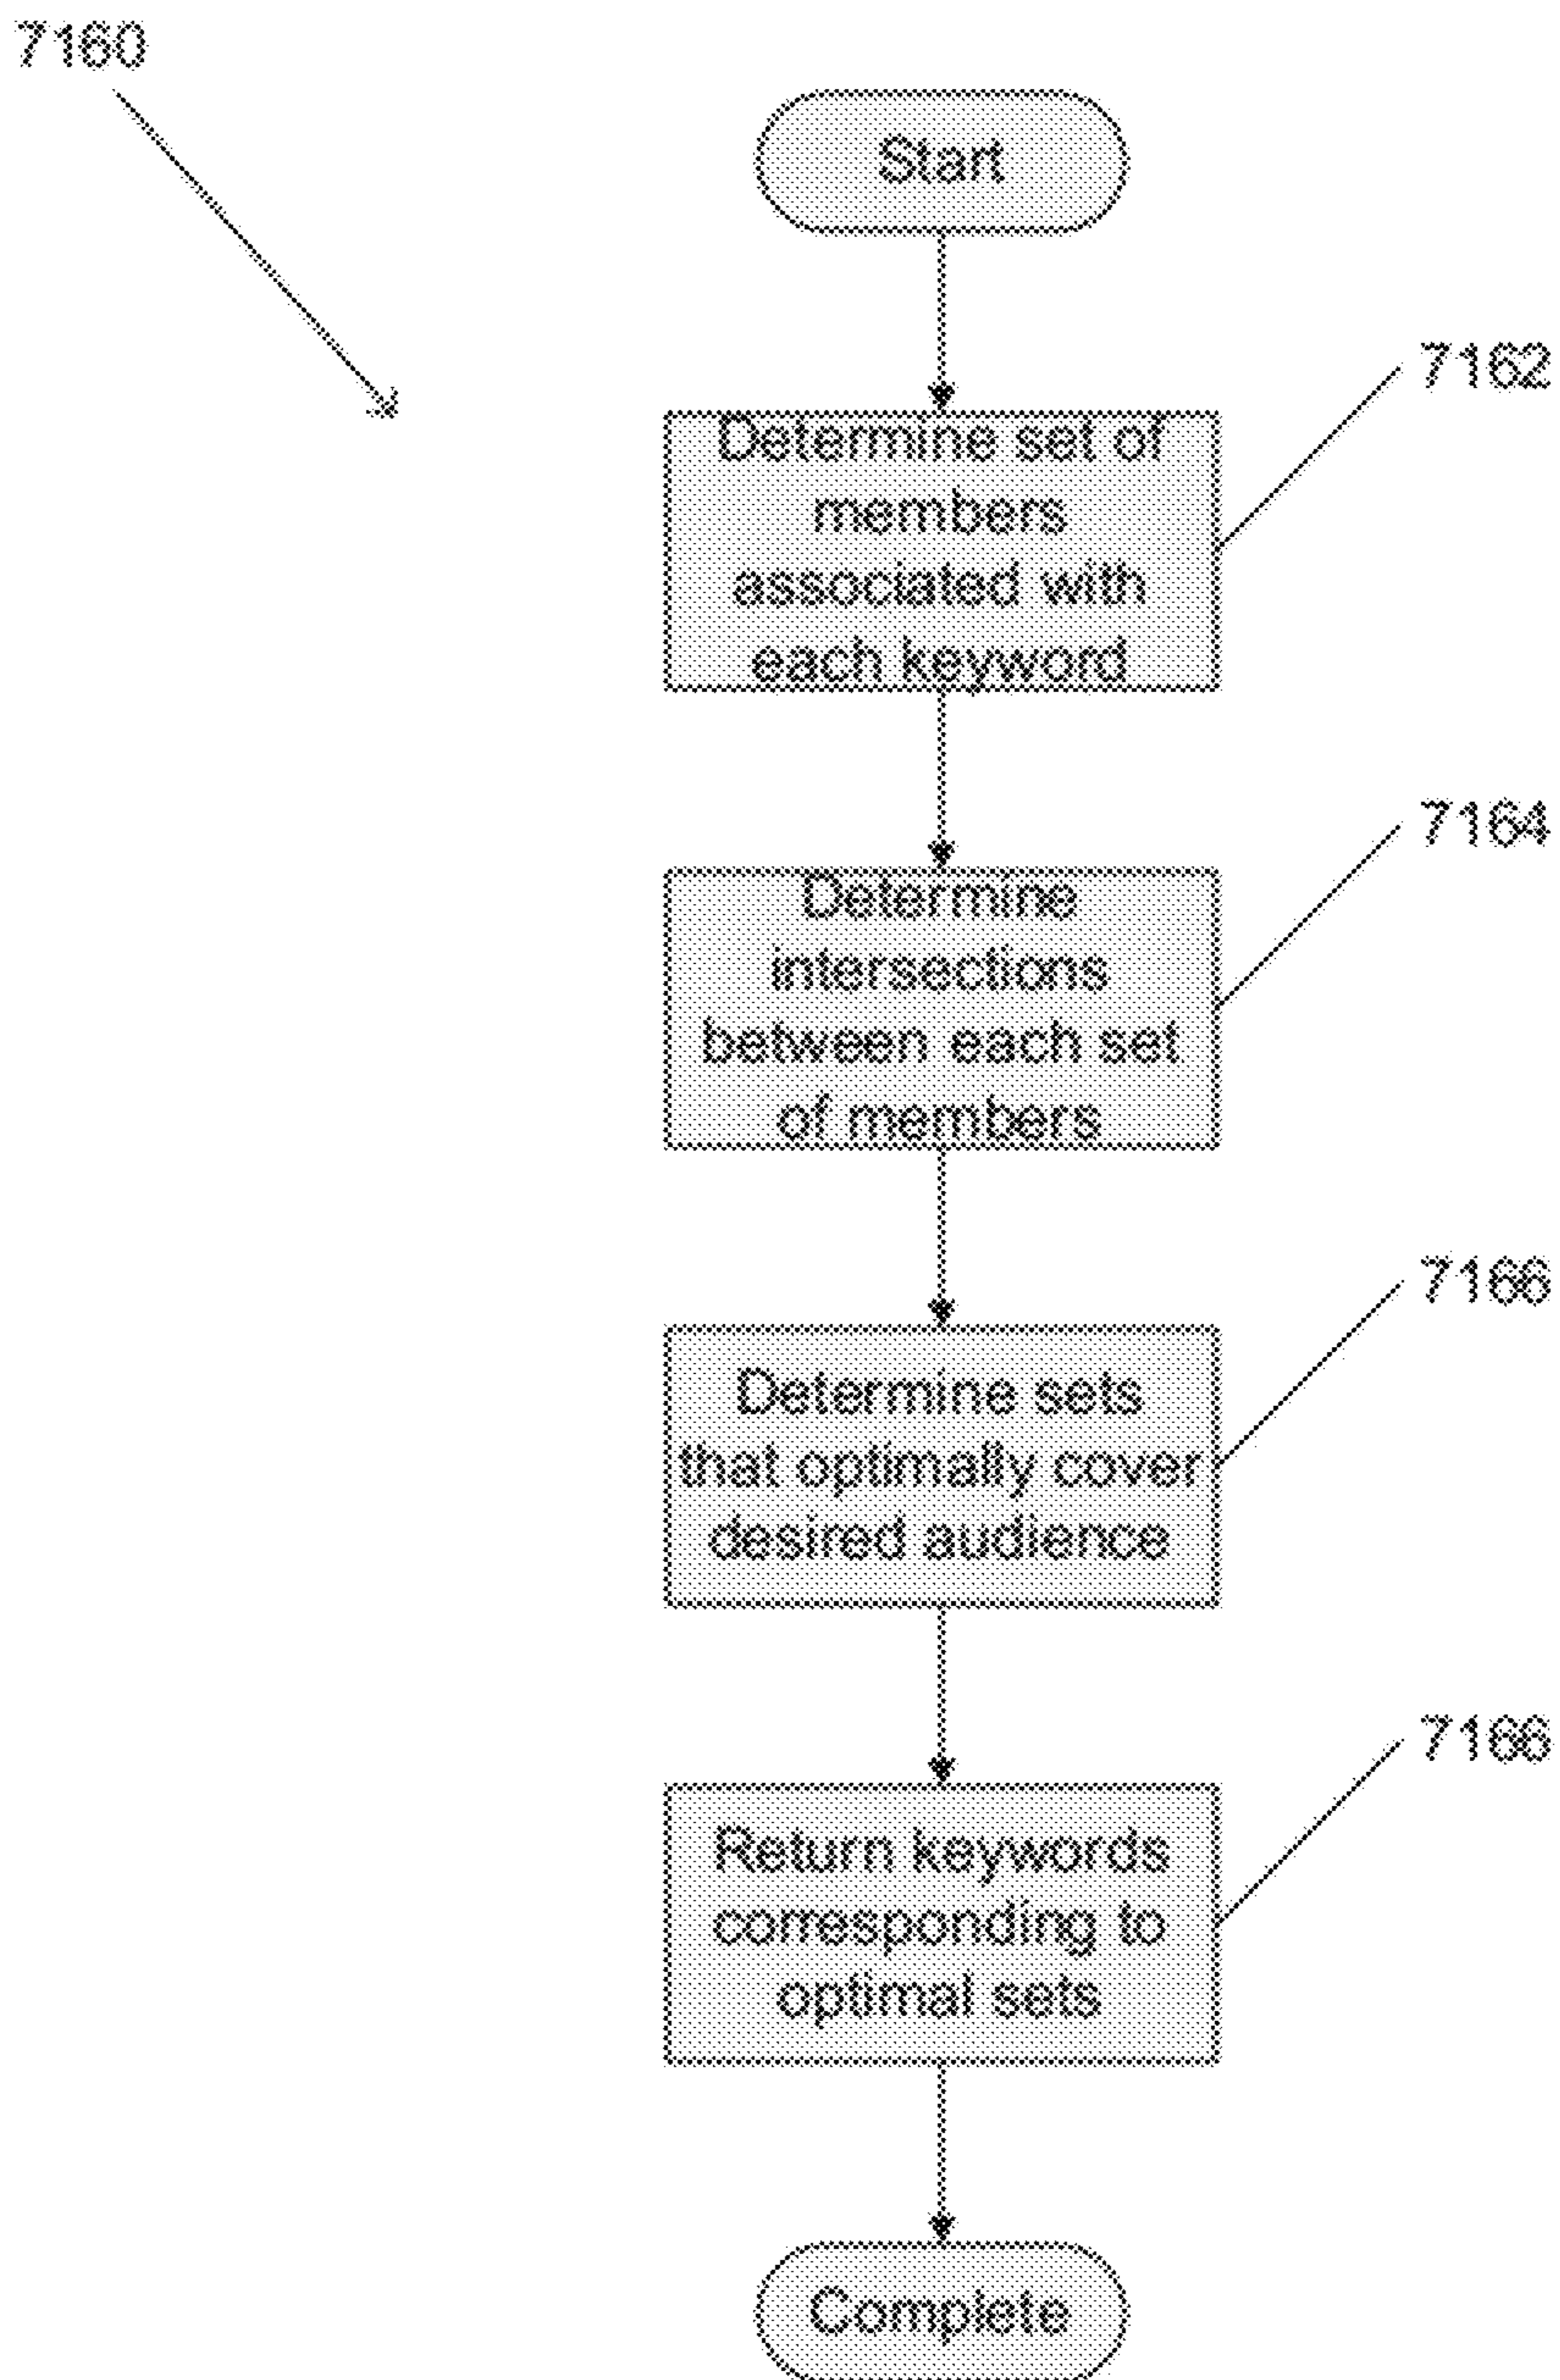 7160
Start
7162
Determine set of
members
associated with
each keyword
7164
Determine
intersections
between each set
of members
7166
Determine sets
that optimally cover
desired audience
7166
Return keywords
corresponding to
optimal sets
Complete